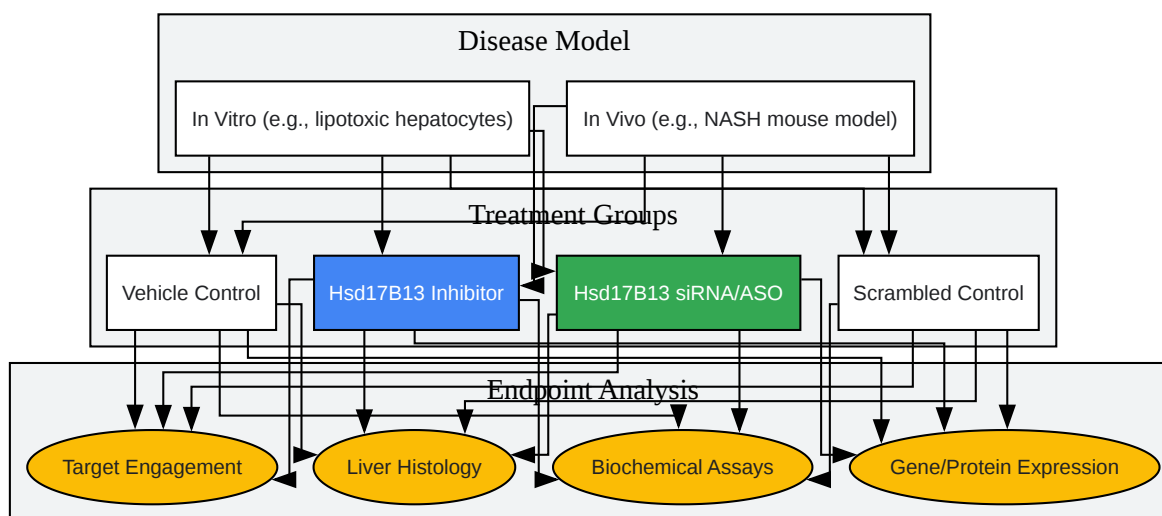 Disease Model
In Vitro (e.g., lipotoxic hepatocytes)
In Vivo (e.g., NASH mouse model)
Treatment Groups
Vehicle Control
Hsd17B13 Inhibitor
Hsd17B13 siRNA/ASO
Scrambled Control
Endpoint Analysis
Target Engagement
Liver Histology
Biochemical Assays
Gene/Protein Expression